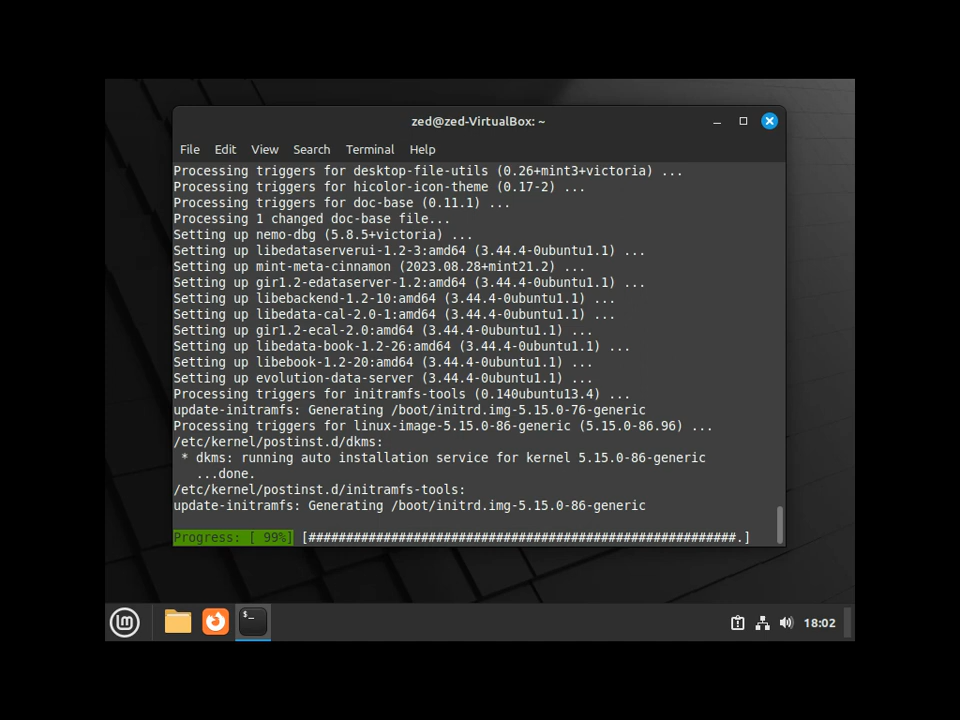 zed@zed-VirtualBox: ~
File Edit View Search Terminal Help
Processing triggers for desktop-file-utils (0.26+mint3+victoria) ...
Processing triggers for hicolor-icon-theme (0.17-2) ...
Processing triggers for doc-base (0.11.1) ...
Processing 1 changed doc-base file...
Setting up nemo-dbg (5.8.5+victoria) ...
Setting up libedataserverui-1.2-3:amd64 (3.44.4-0ubuntu1.1) ...
Setting up mint-meta-cinnamon (2023.08.28+mint21.2) ...
Setting up gir1.2-edataserver-1.2:amd64 (3.44.4-0ubuntu1.1) ...
Setting up libebackend-1.2-10:amd64 (3.44.4-0ubuntu1.1) ...
Setting up libedata-cal-2.0-1:amd64 (3.44.4-0ubuntu1.1) ...
Setting up gir1.2-ecal-2.0:amd64 (3.44.4-0ubuntu1.1) ...
Setting up libedata-book-1.2-26:amd64 (3.44.4-0ubuntu1.1) ...
Setting up libebook-1.2-20:amd64 (3.44.4-0ubuntu1.1) ...
Setting up evolution-data-server (3.44.4-0ubuntu1.1) ...
Processing triggers for initramfs-tools (0.140ubuntu13.4) ...
update-initramfs: Generating /boot/initrd.img-5.15.0-76-generic
Processing triggers for linux-image-5.15.0-86-generic (5.15.0-86.96) ...
/etc/kernel/postinst.d/dkms:
 * dkms: running auto installation service for kernel 5.15.0-86-generic
   ...done.
/etc/kernel/postinst.d/initramfs-tools:
update-initramfs: Generating /boot/initrd.img-5.15.0-86-generic
Progress: [ 99%] [#########################################################.]
$_
18:02